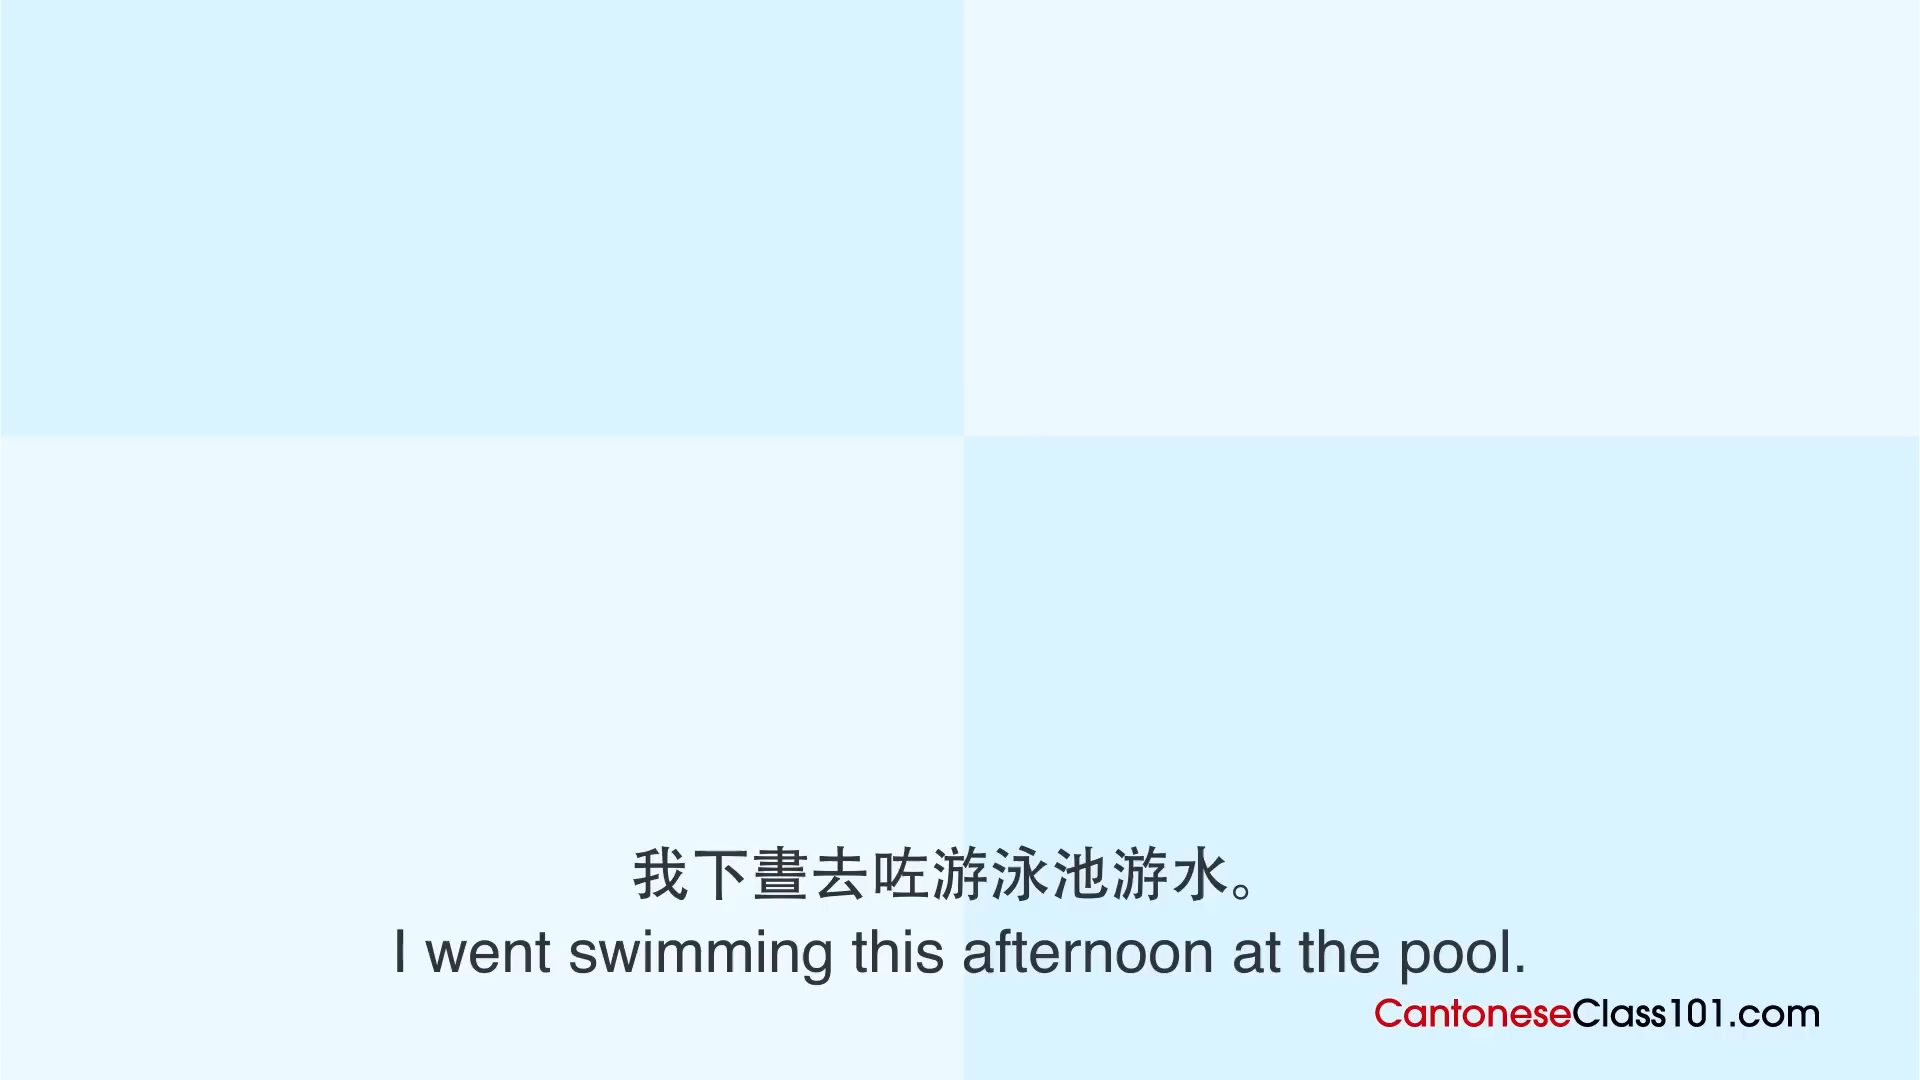 我下晝去咗游泳池游水。
I went swimming this afternoon at the pool.
CantoneseClass101.com